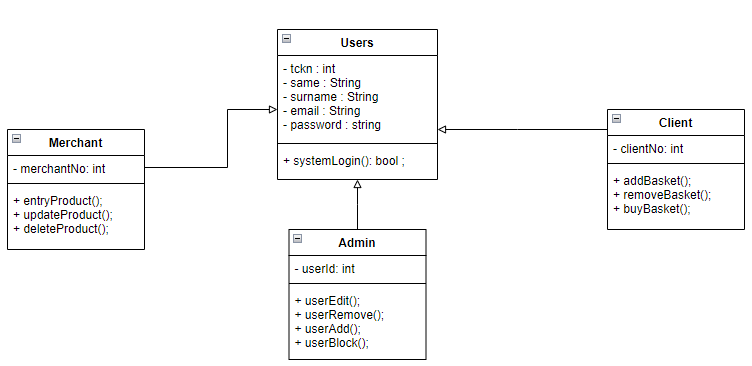 Users
- tckn : int
- same : String
- surname : String
- email : String
- password : string
+ systemLogin(): bool ;
Merchant
- merchantNo: int
+ entryProduct();
+ updateProduct();
+ deleteProduct();
Client
- clientNo: int
+ addBasket();
+ removeBasket();
+ buyBasket();
Admin
- userId: int
+ userEdit();
+ userRemove();
+ userAdd();
+ userBlock();